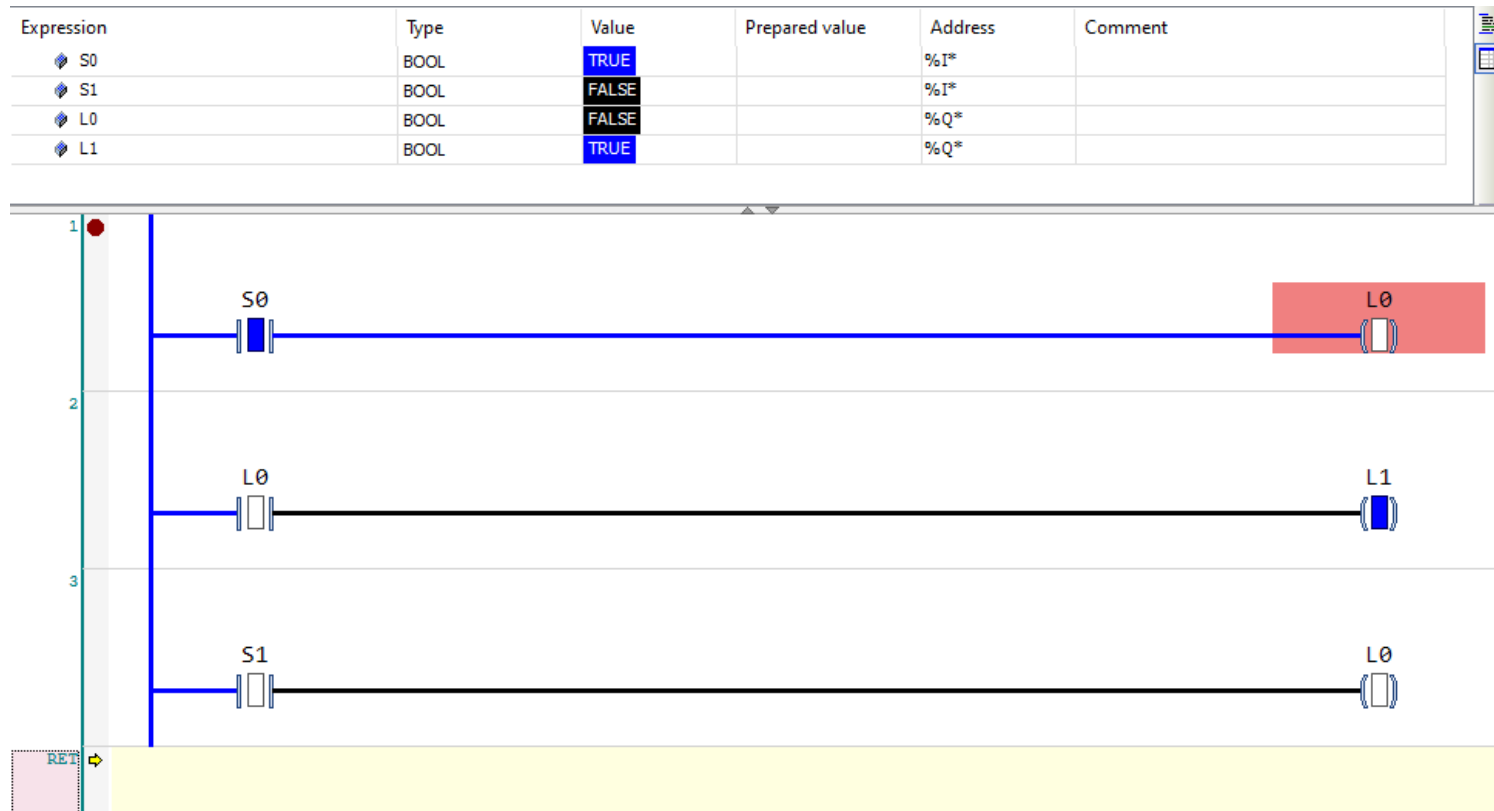 Expression Type Value Prepared value Address Comment
S0 BOOL TRUE %I*
S1 BOOL FALSE %I*
L0 BOOL FALSE %Q*
L1 BOOL TRUE %Q*
1
S0 L0
2
L0 L1
3
S1 L0
RET